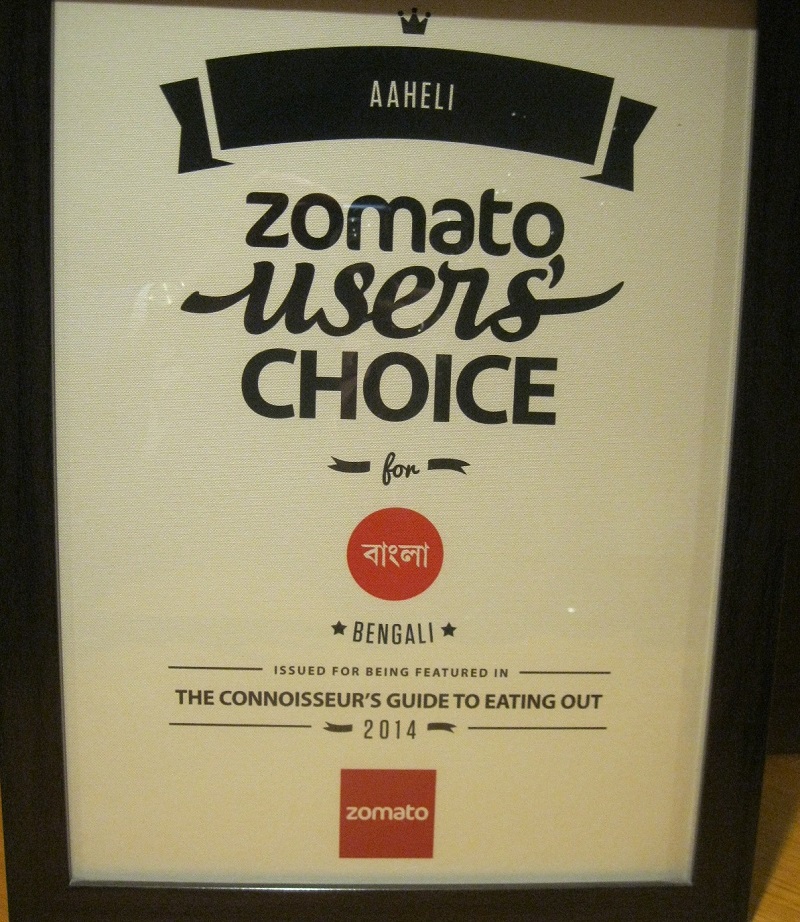 AAHELI
zomato
users'
CHOICE
for
বাংলা
BENGALI
ISSUED FOR BEING FEATURED IN
THE CONNOISSEUR'S GUIDE TO EATING OUT
2014
zomato